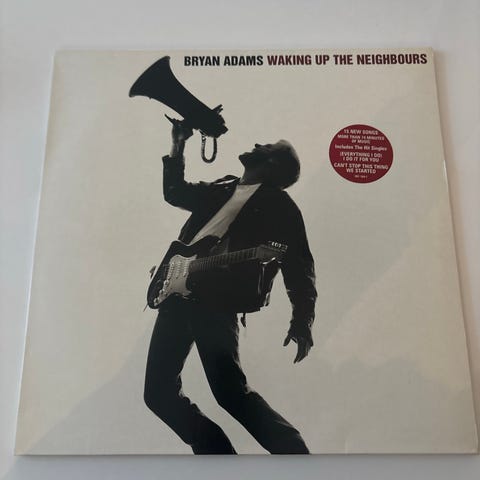 BRYAN ADAMS WAKING UP THE NEIGHBOURS
15 NEW SONGS
MORE THAN 74 MINUTES
OF MUSIC
Includes The Hit Singles
(EVERYTHING I DO)
I DO IT FOR YOU
CAN'T STOP THIS THING
WE STARTED